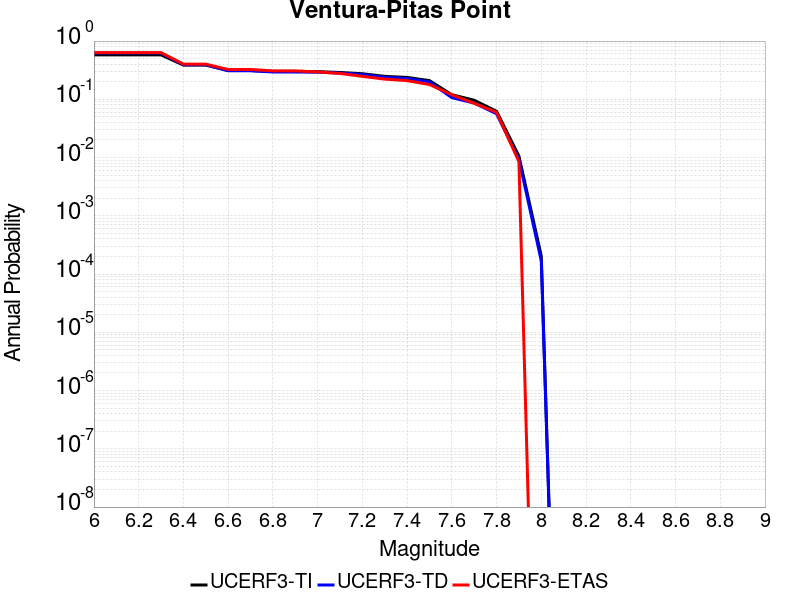 Ventura-Pitas Point
10^0
10^-1
10^-2
10^-3
10^-4
10^-5
10^-6
10^-7
10^-8
Annual Probability
6 6.2 6.4 6.6 6.8 7 7.2 7.4 7.6 7.8 8 8.2 8.4 8.6 8.8 9
Magnitude
UCERF3-TI UCERF3-TD UCERF3-ETAS